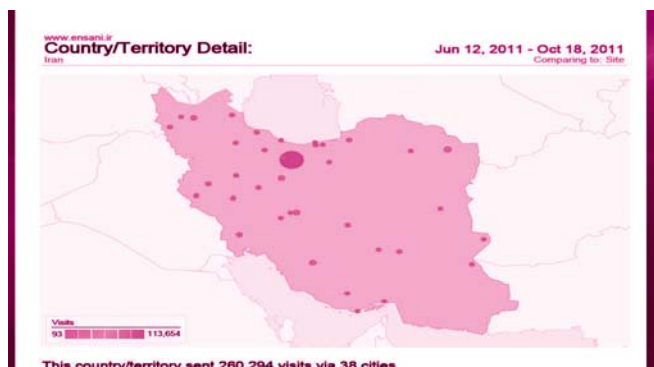 www.ensani.ir
Country/Territory Detail:
Jun 12, 2011 - Oct 18, 2011
Iran
Comparing to: Site
Visits
93
113,654
This country/territory sent 260,294 visits via 38 cities